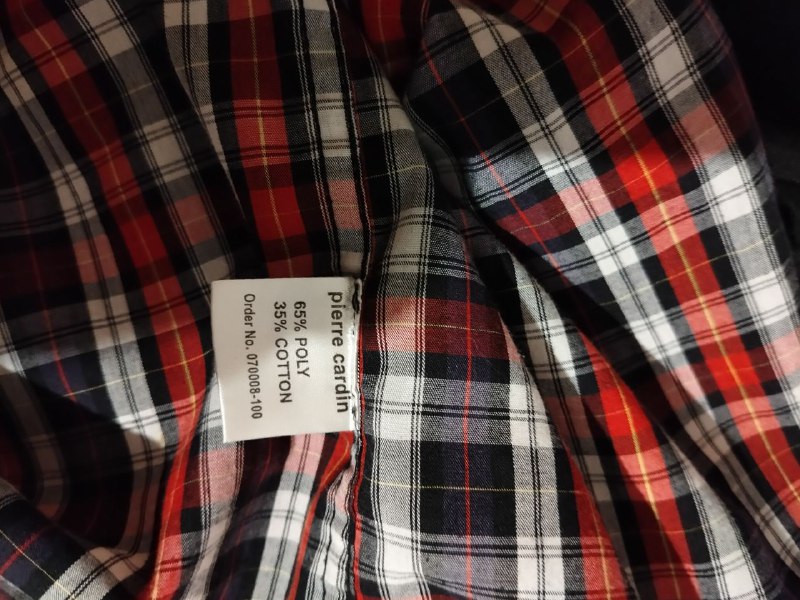 pierre cardin
65% POLY
35% COTTON
Order No. 070008-100